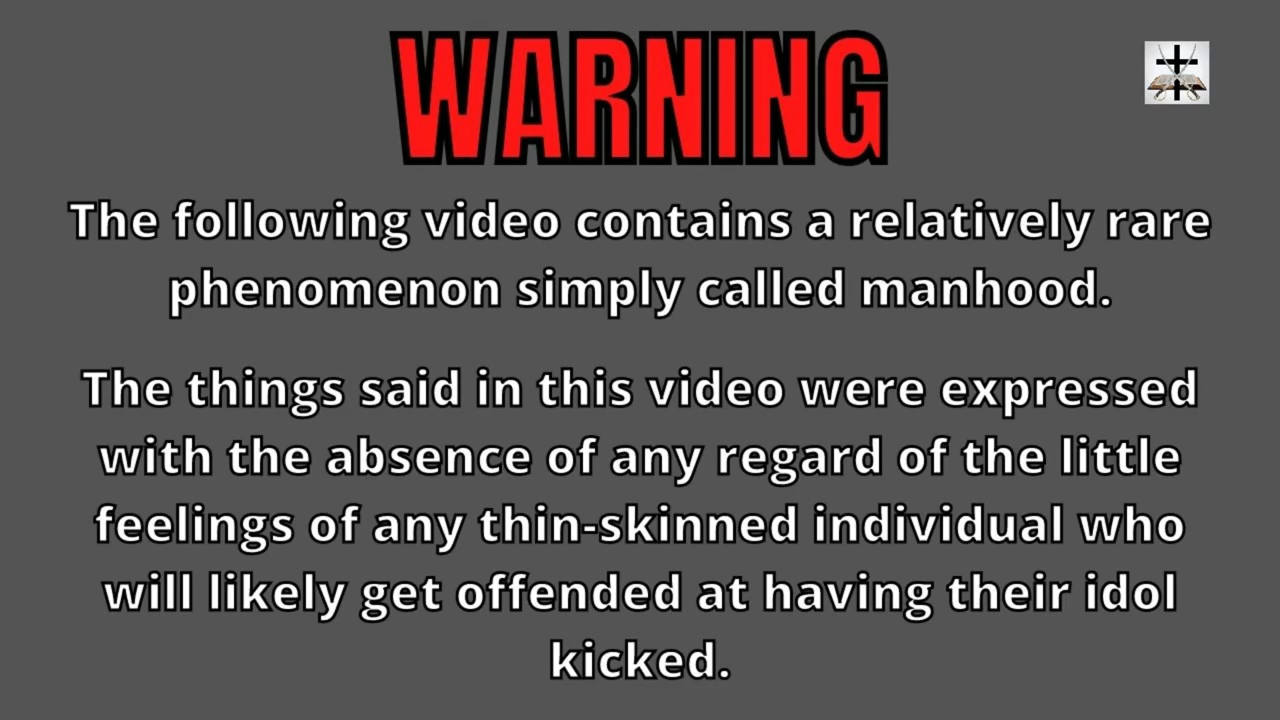 WARNING
The following video contains a relatively rare
phenomenon simply called manhood.
The things said in this video were expressed
with the absence of any regard of the little
feelings of any thin-skinned individual who
will likely get offended at having their idol
kicked.